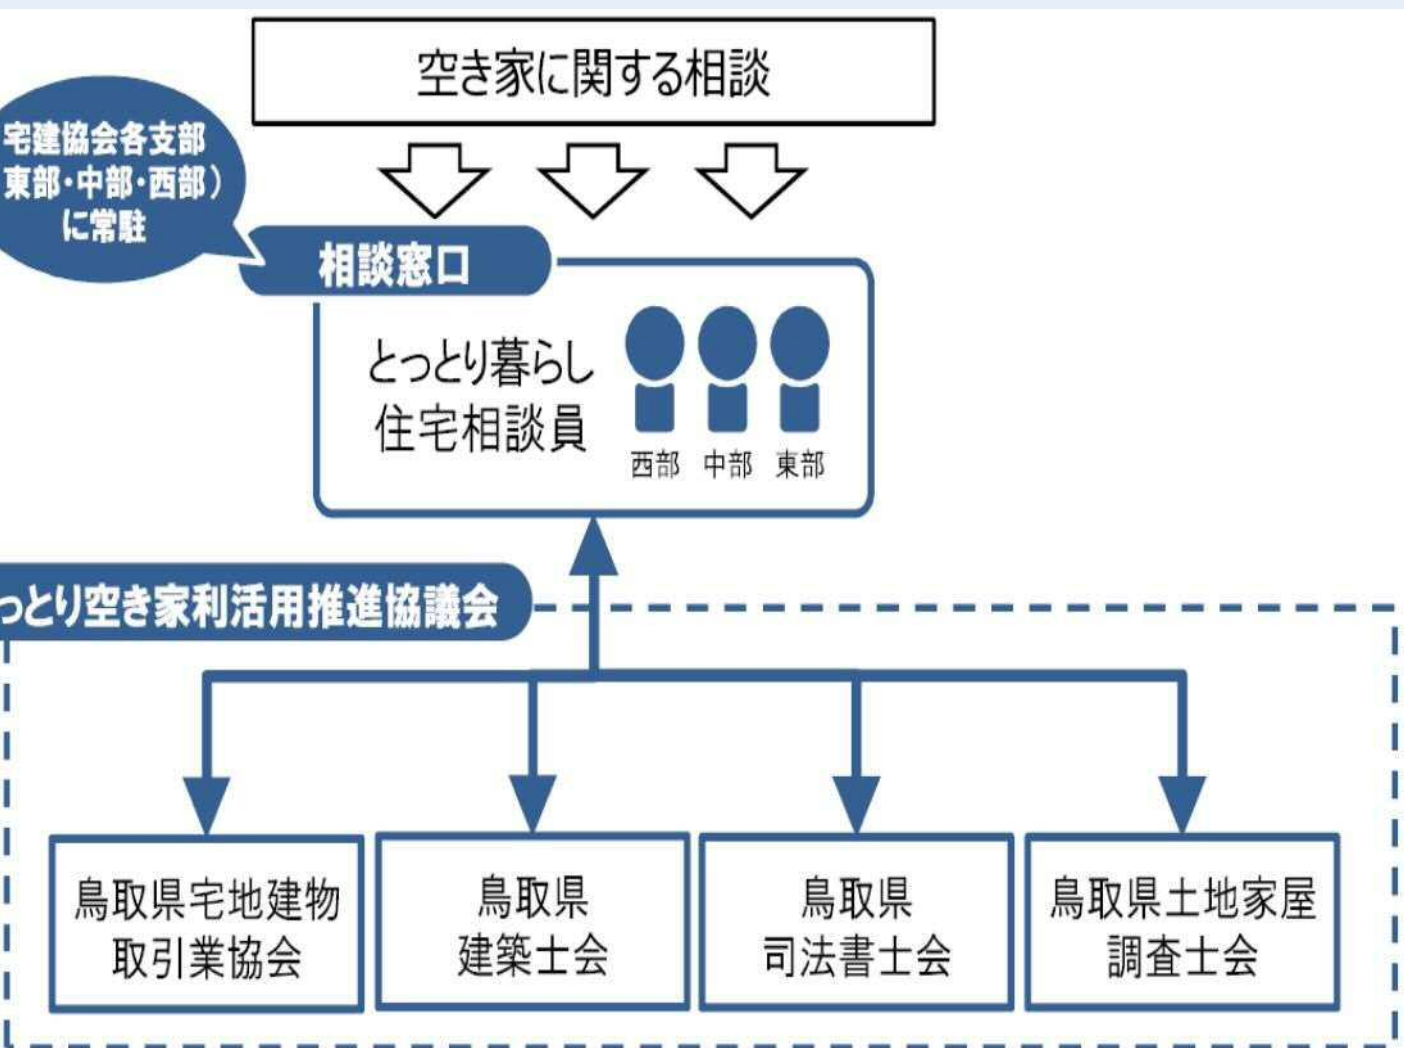 空き家に関する相談
宅建協会各支部
東部・中部・西部）
に常駐
相談窓口
とっとり暮らし
住宅相談員
西部 中部 東部
っとり空き家利活用推進協議会
鳥取県宅地建物
取引業協会
鳥取県
建築士会
鳥取県
司法書士会
鳥取県土地家屋
調査士会